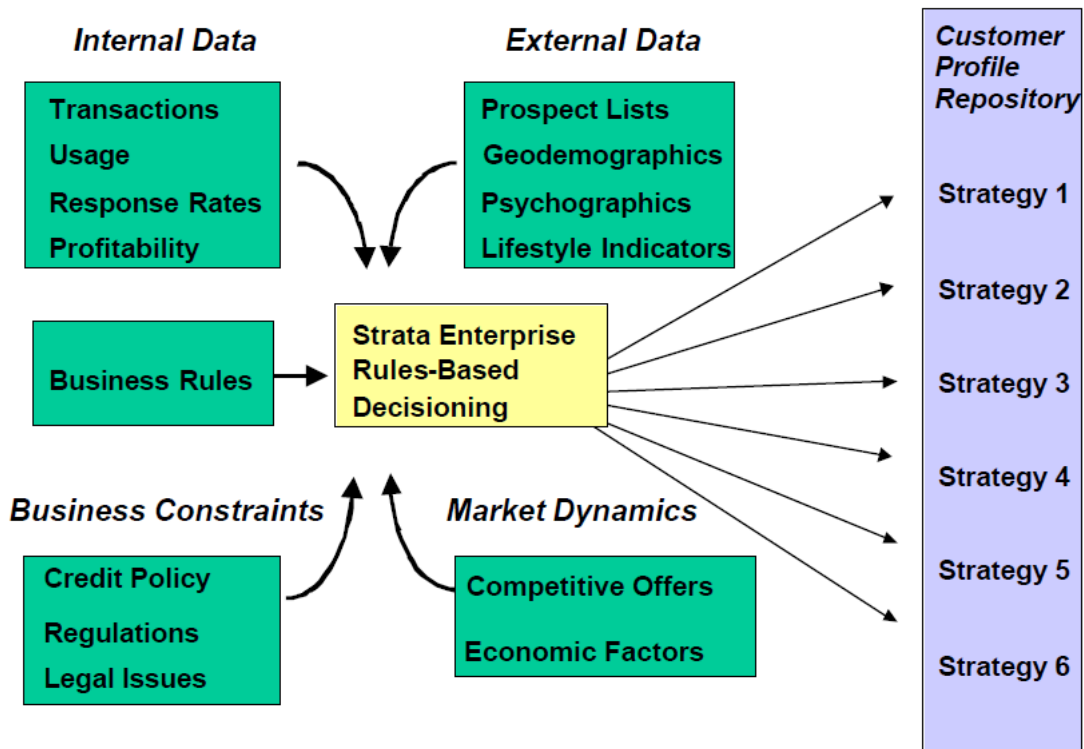 Internal Data
Transactions
Usage
Response Rates
Profitability
External Data
Prospect Lists
Geodemographics
Psychographics
Lifestyle Indicators
Business Rules
Strata Enterprise
Rules-Based
Decisioning
Business Constraints
Credit Policy
Regulations
Legal Issues
Market Dynamics
Competitive Offers
Economic Factors
Customer
Profile
Repository
Strategy 1
Strategy 2
Strategy 3
Strategy 4
Strategy 5
Strategy 6